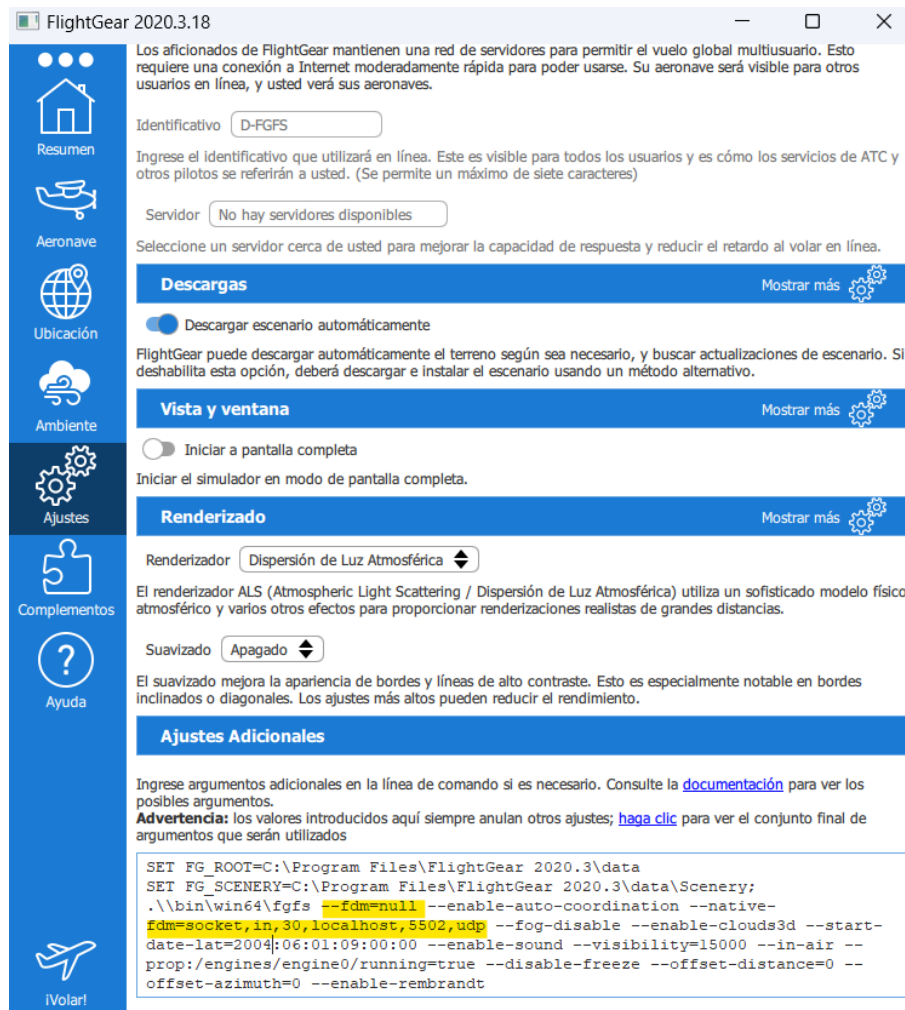 FlightGear 2020.3.18
Los aficionados de FlightGear mantienen una red de servidores para permitir el vuelo global multiusuario. Esto
requiere una conexión a Internet moderadamente rápida para poder usarse. Su aeronave será visible para otros
usuarios en línea, y usted verá sus aeronaves.
Identificativo D-FGFS
Ingrese el identificativo que utilizará en línea. Este es visible para todos los usuarios y es cómo los servicios de ATC y
otros pilotos se referirán a usted. (Se permite un máximo de siete caracteres)
Servidor No hay servidores disponibles
Seleccione un servidor cerca de usted para mejorar la capacidad de respuesta y reducir el retardo al volar en línea.
Descargas Mostrar más
Descargar escenario automáticamente
FlightGear puede descargar automáticamente el terreno según sea necesario, y buscar actualizaciones de escenario. Si
deshabilita esta opción, deberá descargar e instalar el escenario usando un método alternativo.
Vista y ventana Mostrar más
Iniciar a pantalla completa
Iniciar el simulador en modo de pantalla completa.
Renderizado Mostrar más
Renderizador Dispersión de Luz Atmosférica
El renderizador ALS (Atmospheric Light Scattering / Dispersión de Luz Atmosférica) utiliza un sofisticado modelo físico
atmosférico y varios otros efectos para proporcionar renderizaciones realistas de grandes distancias.
Suavizado Apagado
El suavizado mejora la apariencia de bordes y líneas de alto contraste. Esto es especialmente notable en bordes
inclinados o diagonales. Los ajustes más altos pueden reducir el rendimiento.
Ajustes Adicionales
Ingrese argumentos adicionales en la línea de comando si es necesario. Consulte la documentación para ver los
posibles argumentos.
Advertencia: los valores introducidos aquí siempre anulan otros ajustes; haga clic para ver el conjunto final de
argumentos que serán utilizados
SET FG_ROOT=C:\Program Files\FlightGear 2020.3\data
SET FG_SCENERY=C:\Program Files\FlightGear 2020.3\data\Scenery;
.\\bin\win64\fgfs --fdm=null --enable-auto-coordination --native-
fdm=socket,in,30,localhost,5502,udp --fog-disable --enable-clouds3d --start-
date-lat=2004:06:01:09:00:00 --enable-sound --visibility=15000 --in-air --
prop:/engines/engine0/running=true --disable-freeze --offset-distance=0 --
offset-azimuth=0 --enable-rembrandt
Resumen
Aeronave
Ubicación
Ambiente
Ajustes
Complementos
Ayuda
¡Volar!